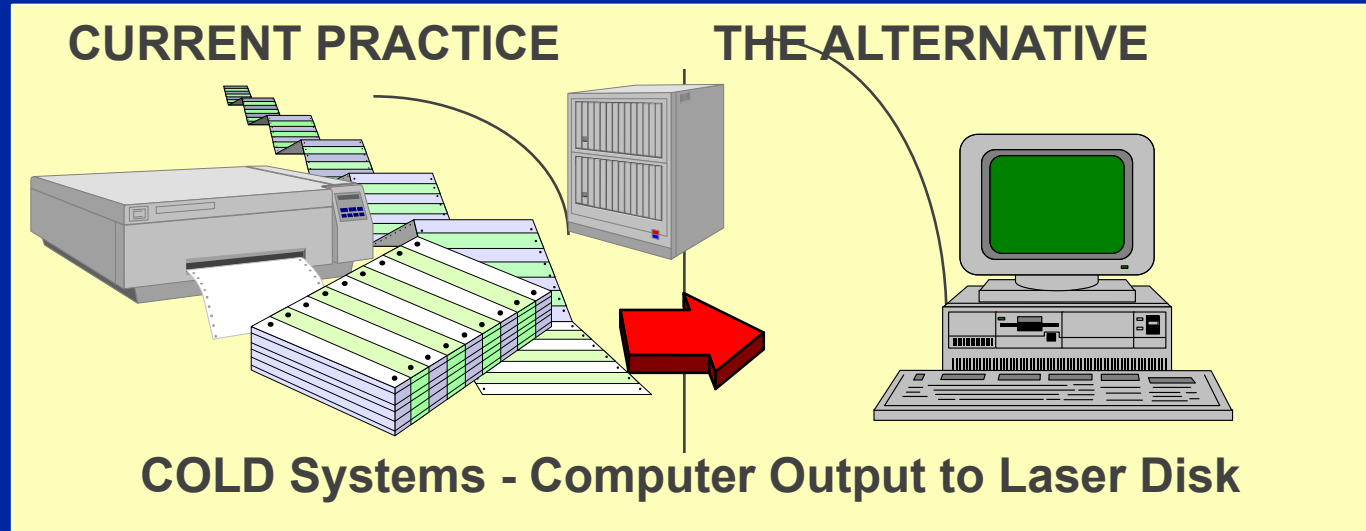 CURRENT PRACTICE
THE ALTERNATIVE
COLD Systems - Computer Output to Laser Disk